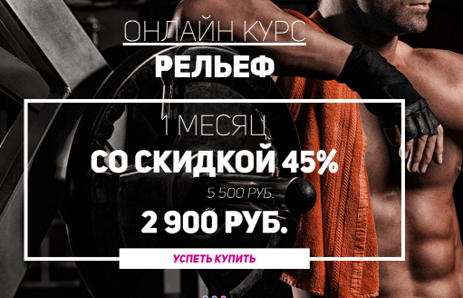 ОНЛАЙН КУРС
РЕЛЬЕФ
1 МЕСЯЦ
СО СКИДКОЙ 45%
5 500 РУБ.
2 900 РУБ.
УСПЕТЬ КУПИТЬ